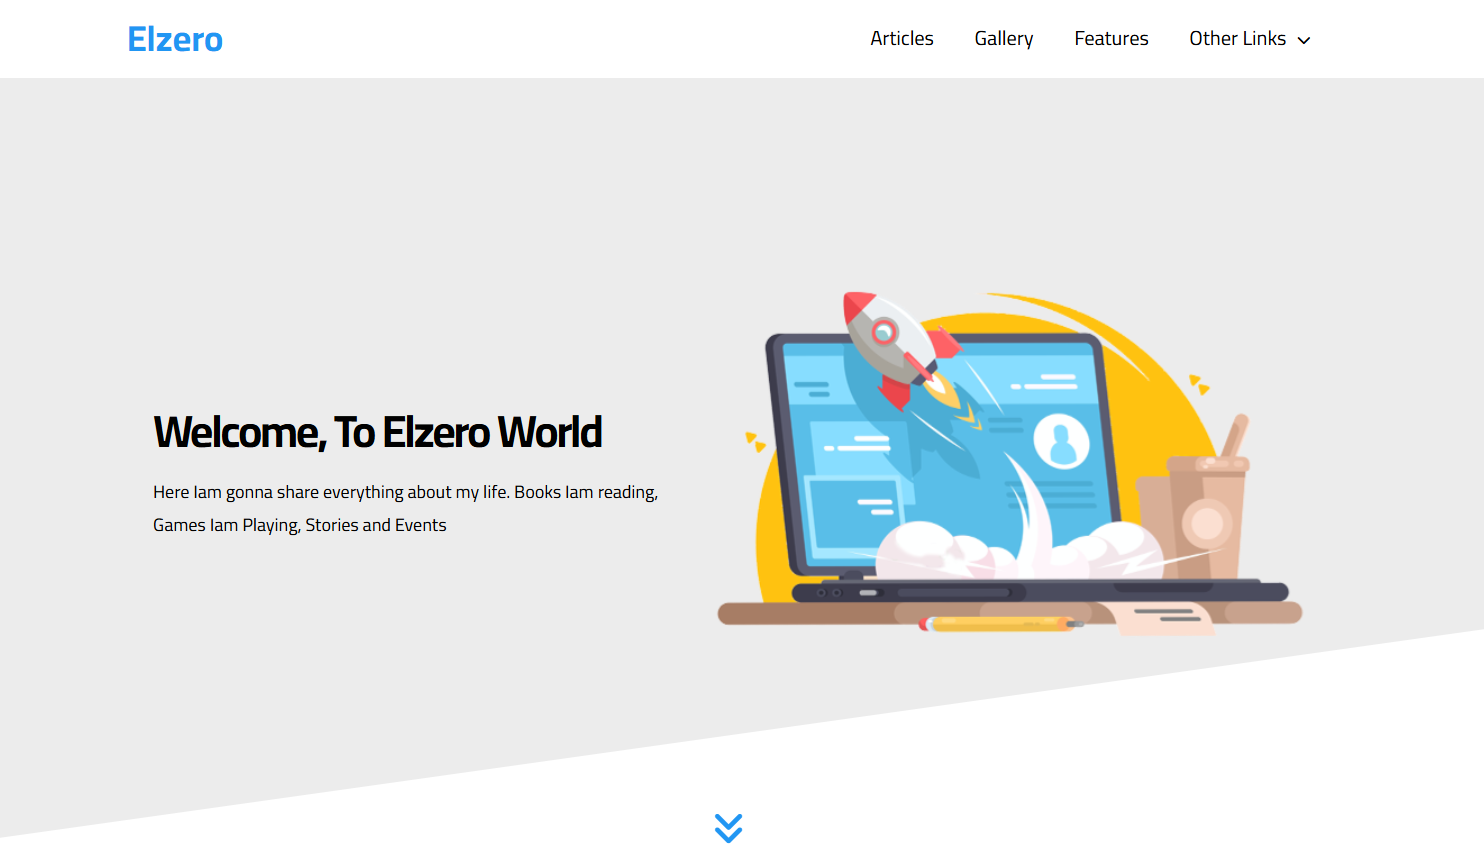 Elzero
Articles
Gallery
Features
Other Links
Welcome, To Elzero World
Here Iam gonna share everything about my life. Books Iam reading,
Games Iam Playing, Stories and Events